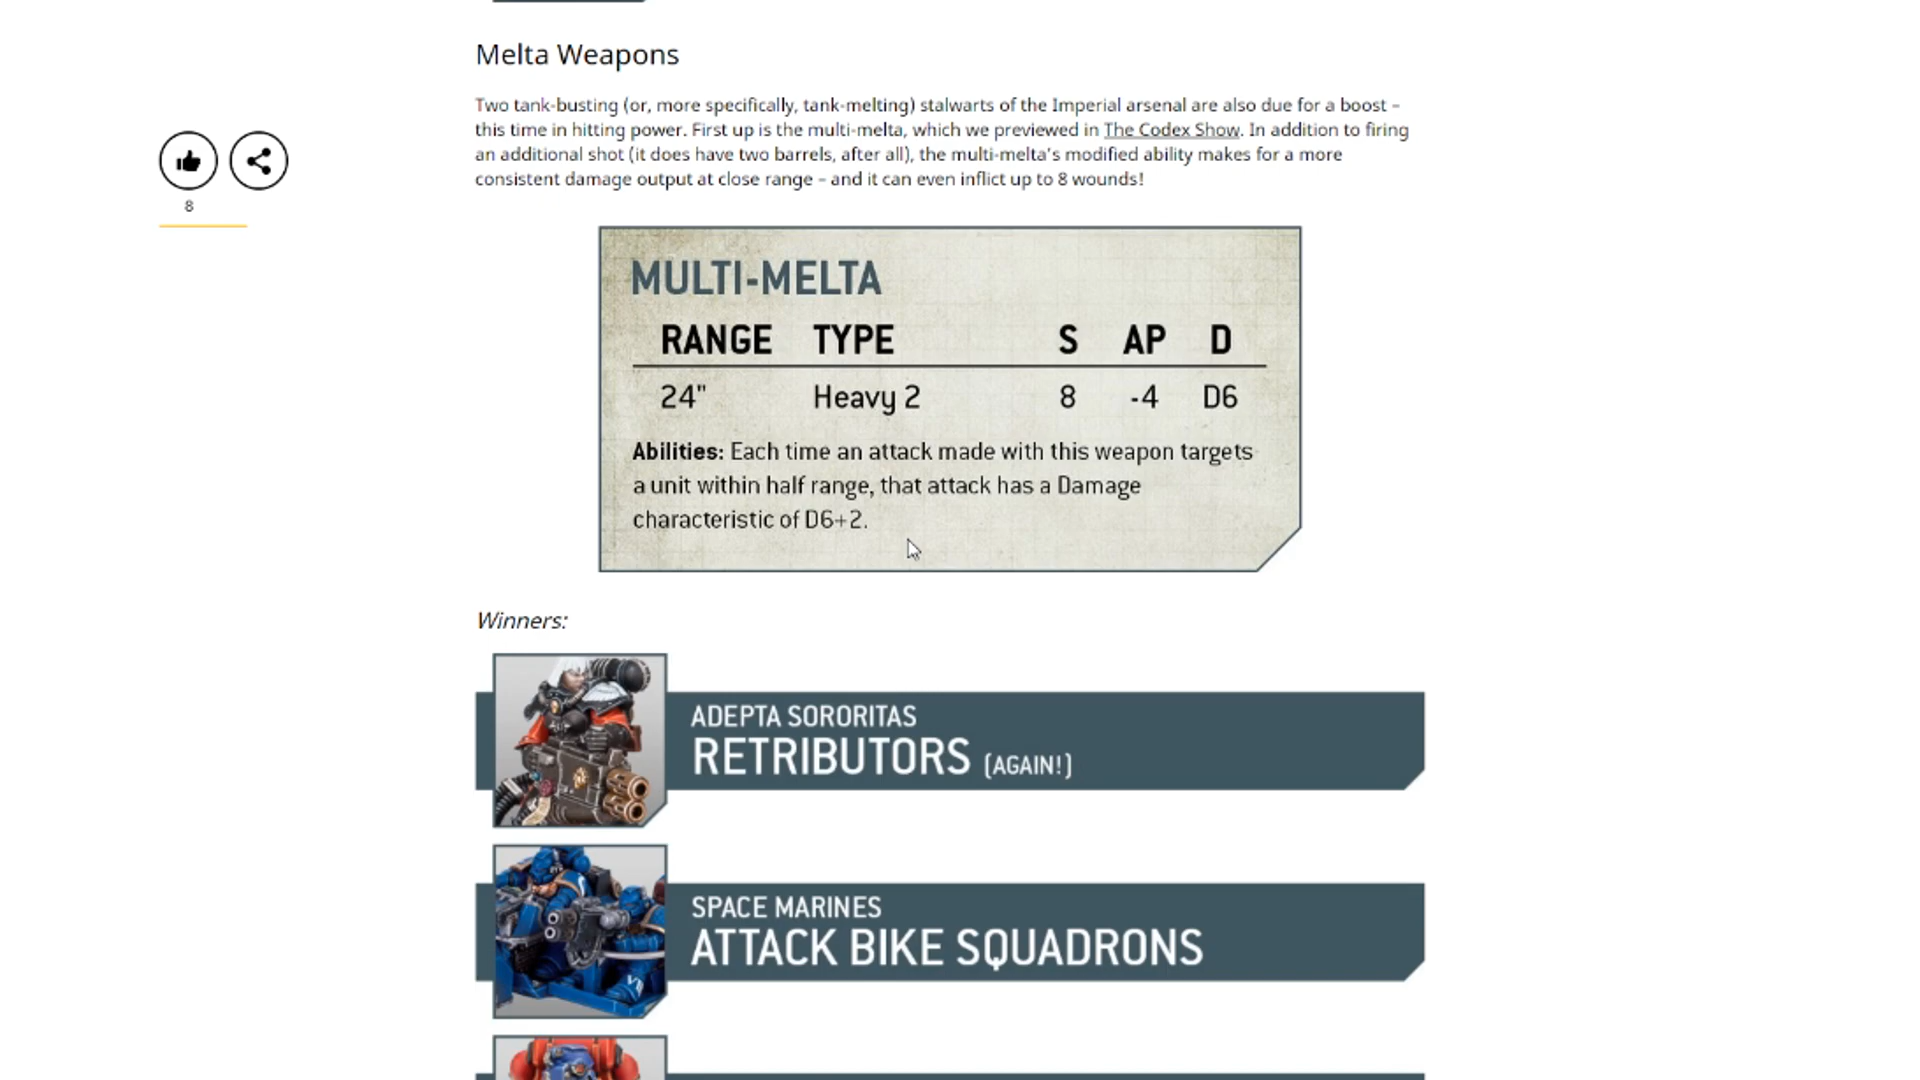 Melta Weapons
Two tank-busting (or, more specifically, tank-melting) stalwarts of the Imperial arsenal are also due for a boost –
this time in hitting power. First up is the multi-melta, which we previewed in The Codex Show. In addition to firing
an additional shot (it does have two barrels, after all), the multi-melta's modified ability makes for a more
consistent damage output at close range – and it can even inflict up to 8 wounds!
8
MULTI-MELTA
RANGE TYPE S AP D
24" Heavy 2 8 -4 D6
Abilities: Each time an attack made with this weapon targets
a unit within half range, that attack has a Damage
characteristic of D6+2.
Winners:
ADEPTA SORORITAS
RETRIBUTORS (AGAIN!)
SPACE MARINES
ATTACK BIKE SQUADRONS